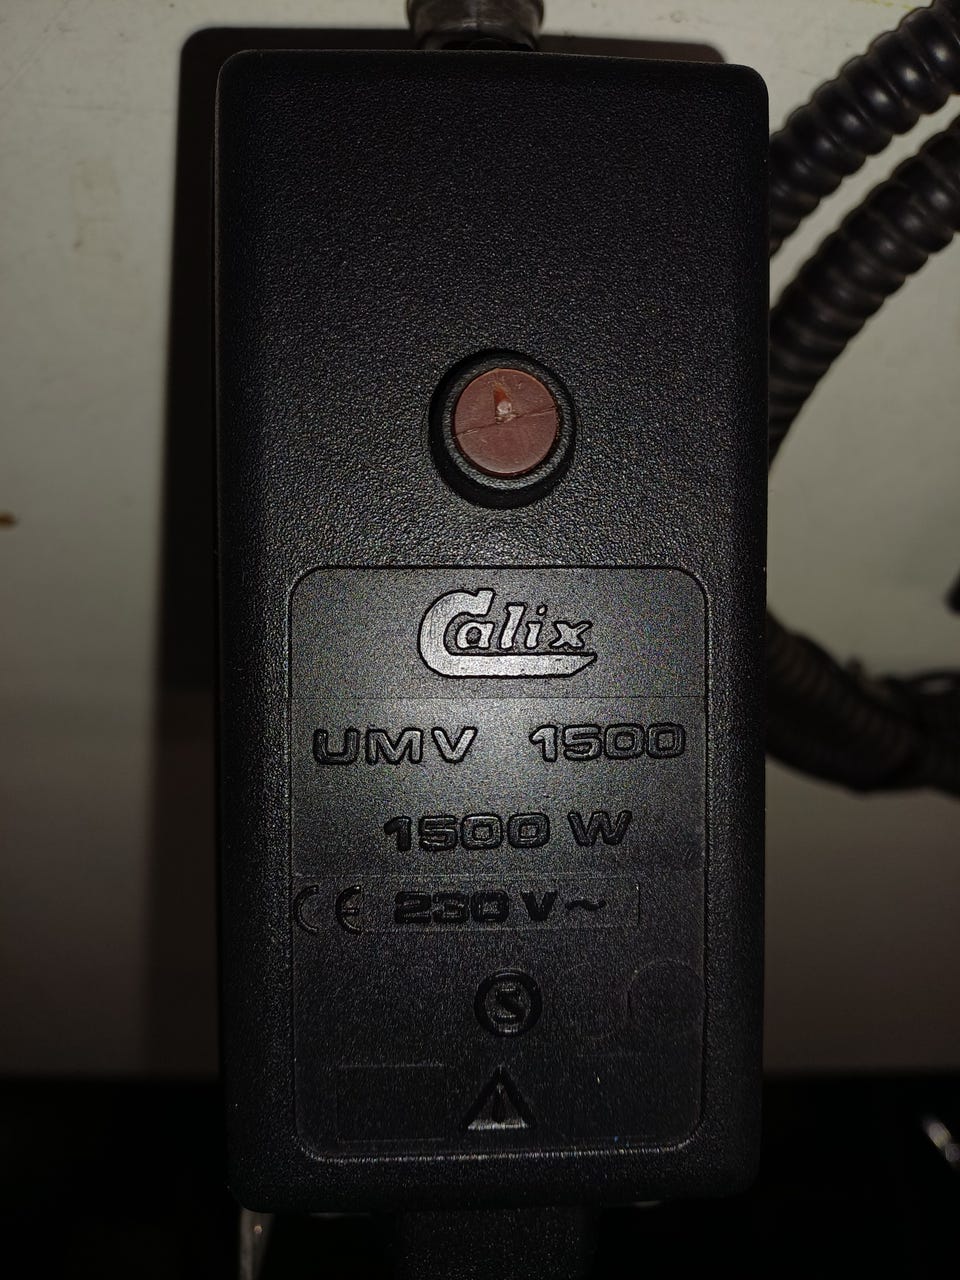 Calix
UMV 1500
1500 W
CE 230 V ~
S